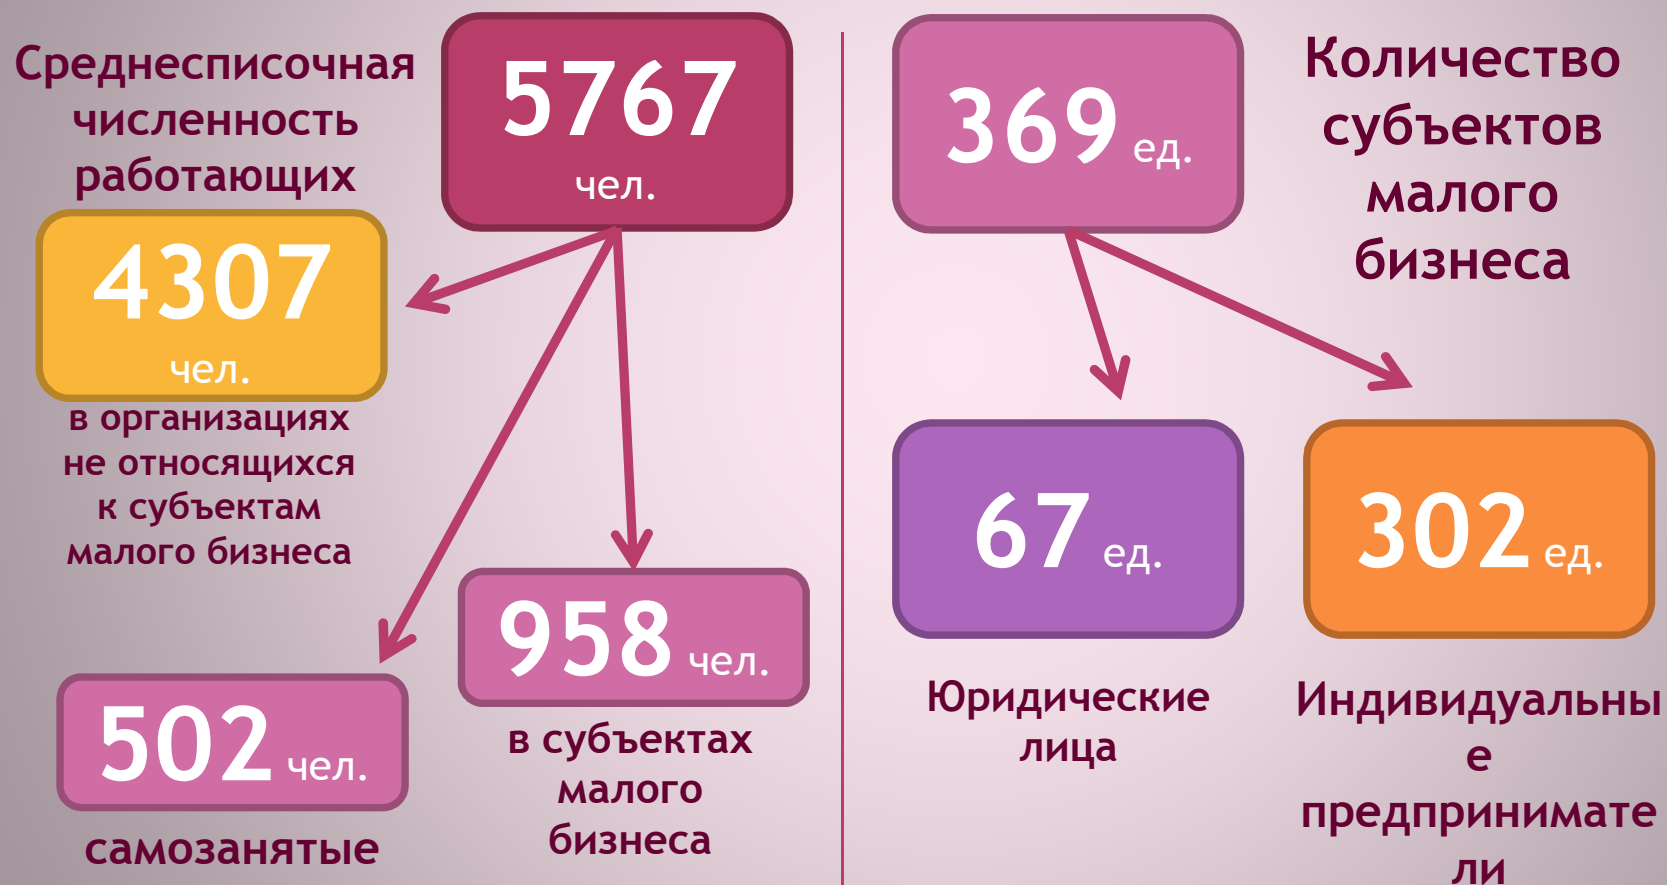 Среднесписочная
численность
работающих
5767
чел.
4307
чел.
в организациях
не относящихся
к субъектам
малого бизнеса
502 чел.
самозанятые
958 чел.
в субъектах
малого
бизнеса
369 ед.
Количество
субъектов
малого
бизнеса
67 ед.
Юридические
лица
302 ед.
Индивидуальны
е
предпринимате
ли